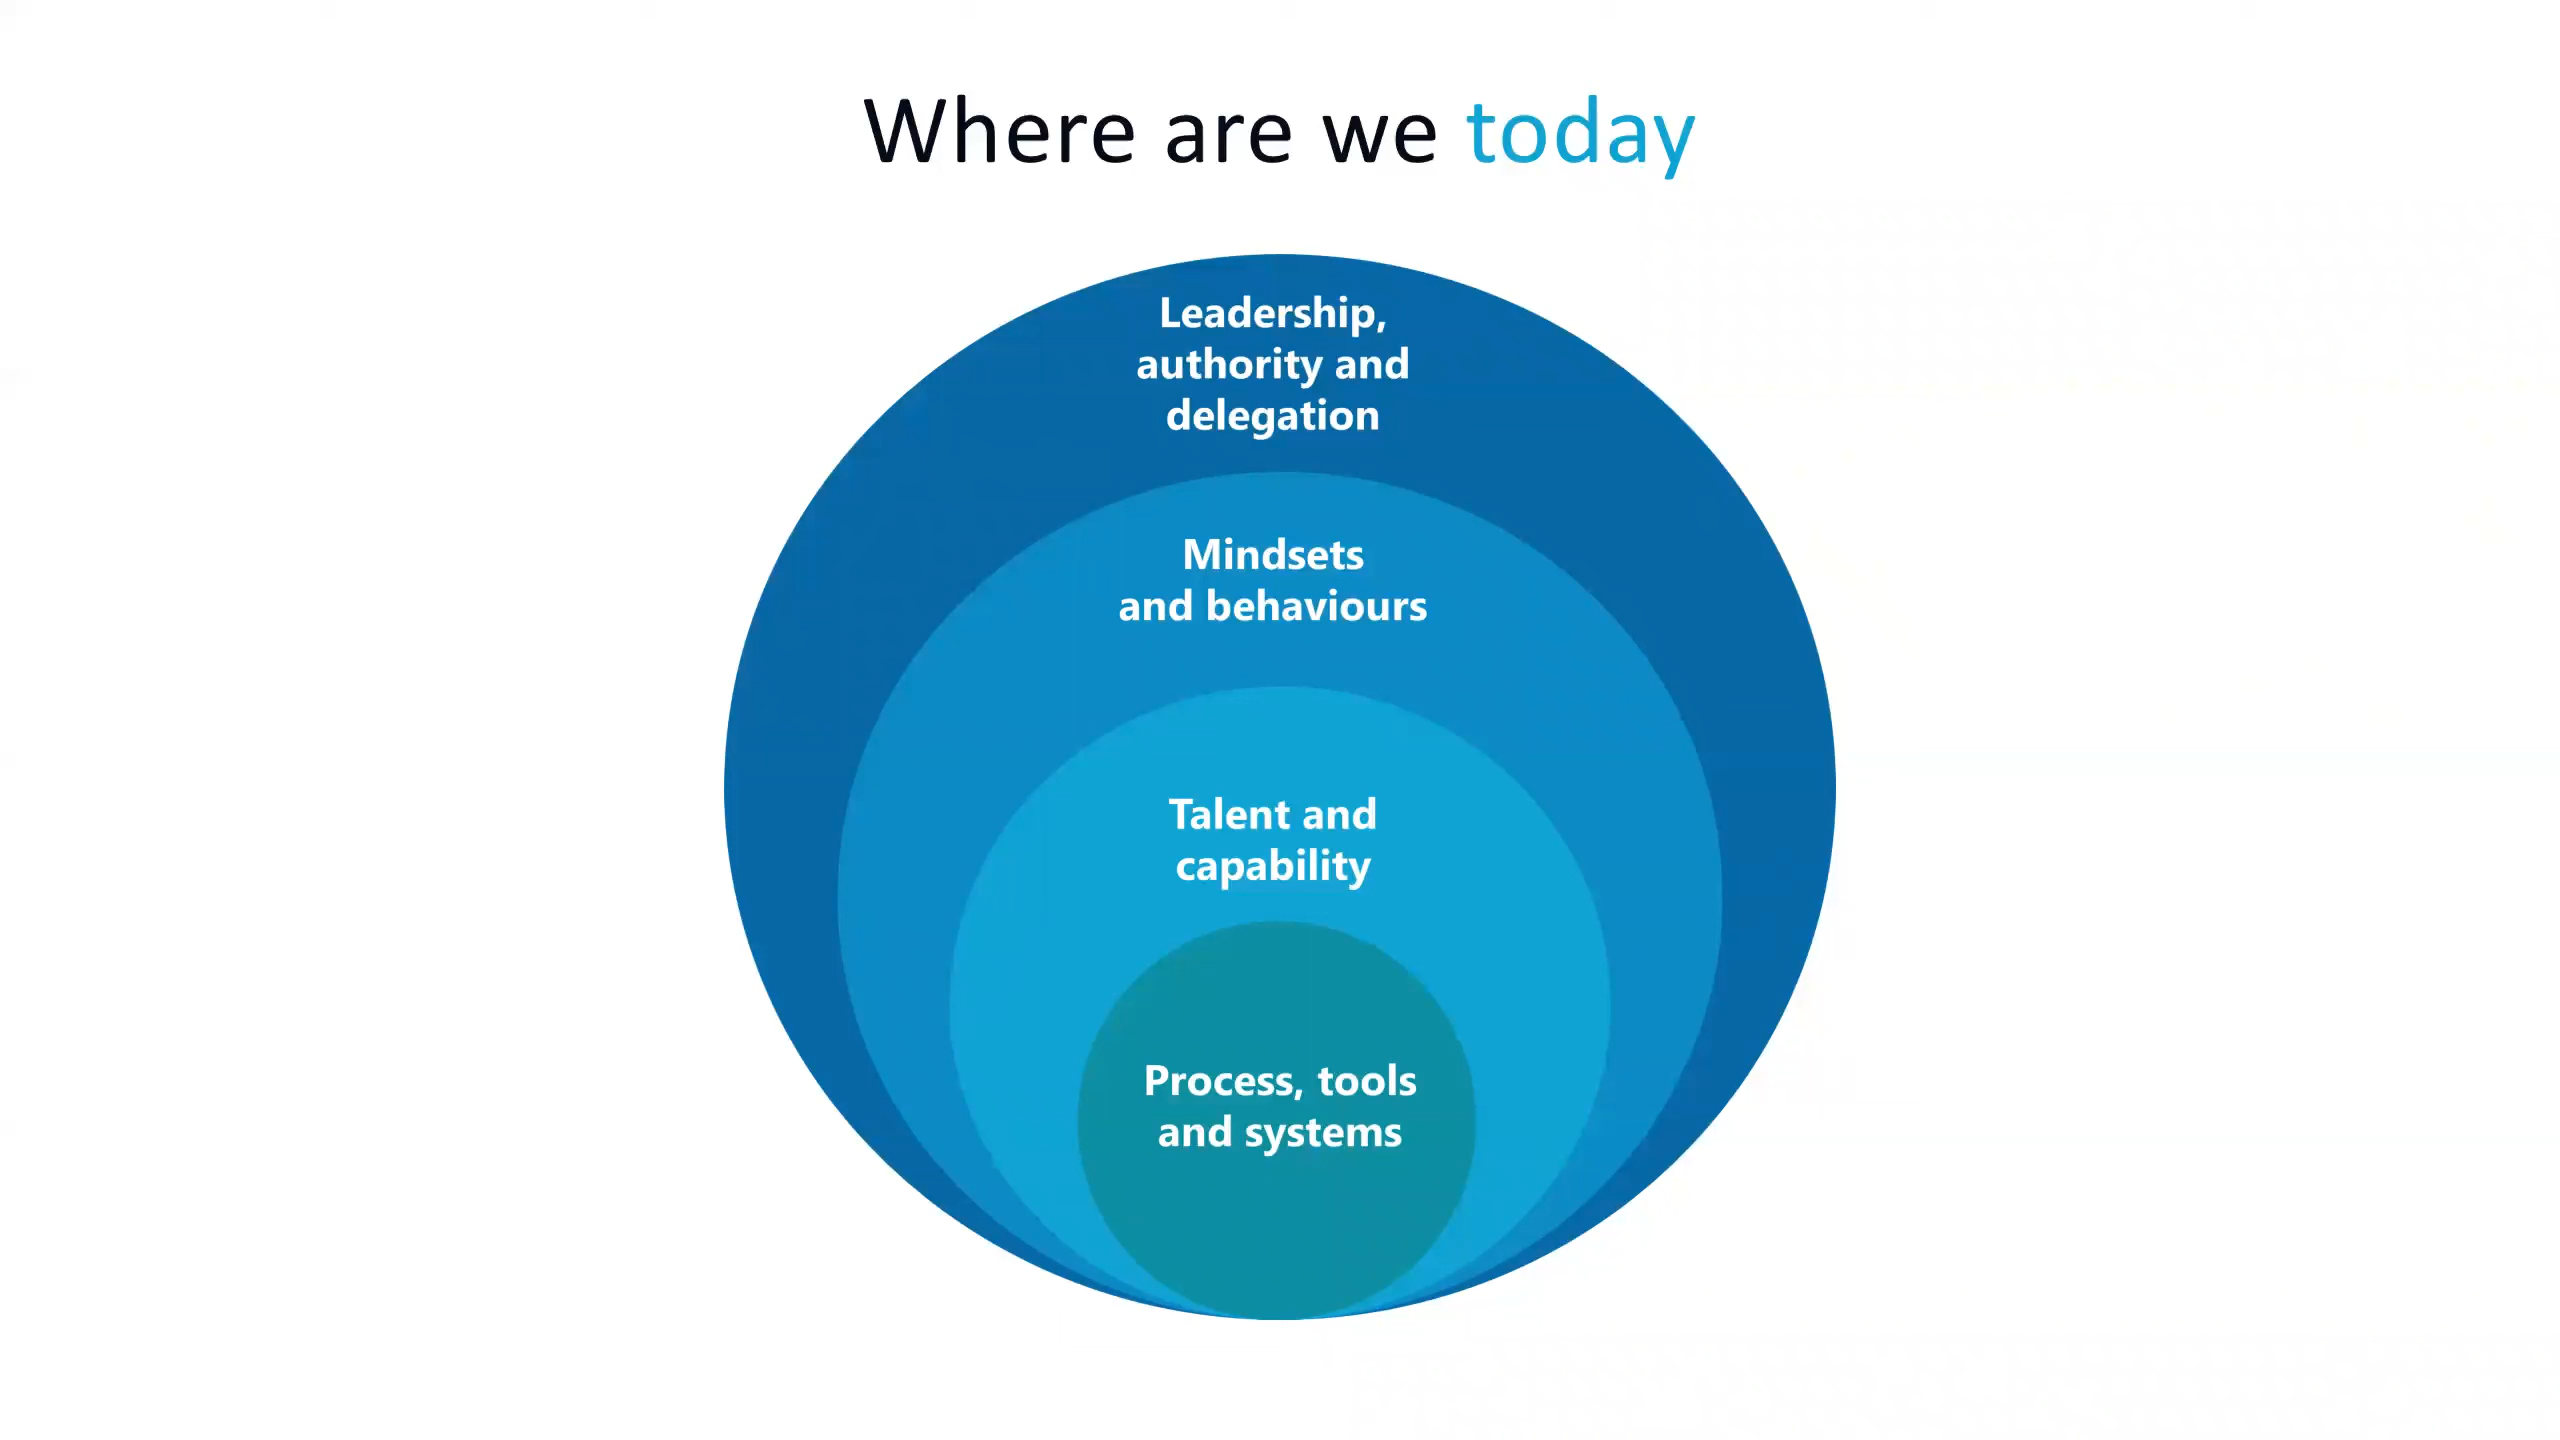 Where are we today
Leadership,
authority and
delegation
Mindsets
and behaviours
Talent and
capability
Process, tools
and systems